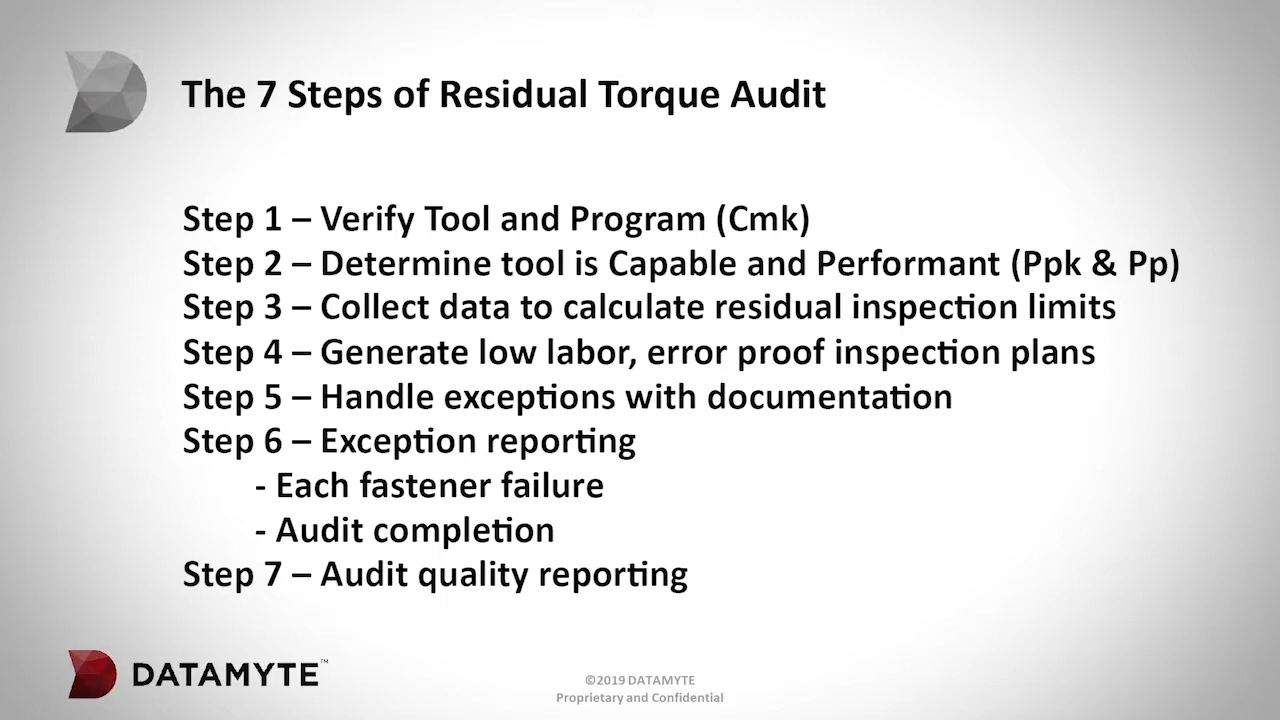 The 7 Steps of Residual Torque Audit
Step 1 – Verify Tool and Program (Cmk)
Step 2 – Determine tool is Capable and Performant (Ppk & Pp)
Step 3 – Collect data to calculate residual inspection limits
Step 4 – Generate low labor, error proof inspection plans
Step 5 – Handle exceptions with documentation
Step 6 – Exception reporting
- Each fastener failure
- Audit completion
Step 7 – Audit quality reporting
DATAMYTE™
©2019 DATAMYTE
Proprietary and Confidential